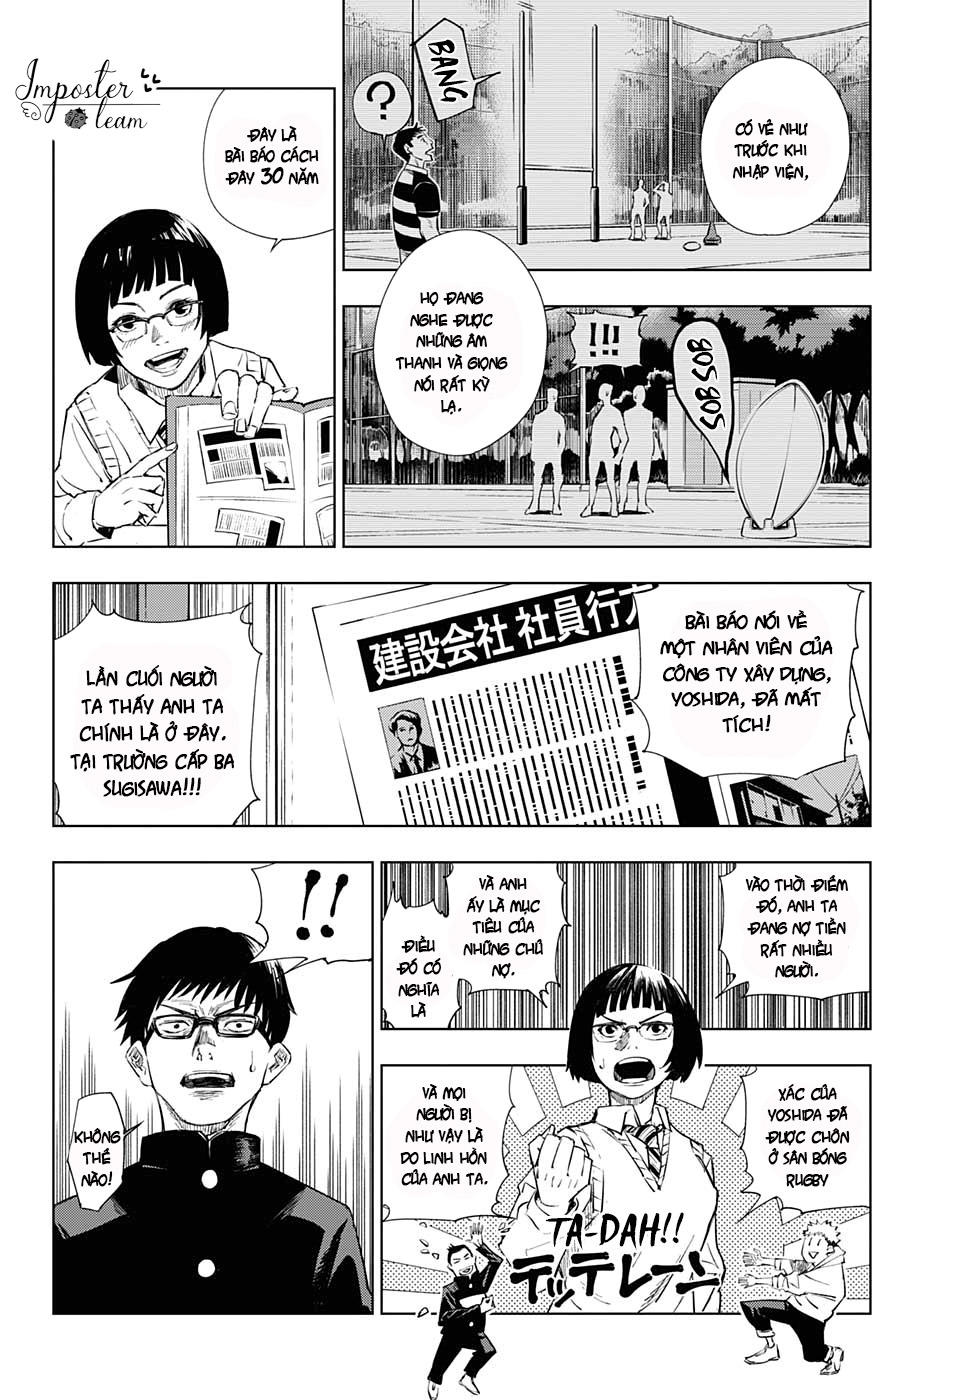 Imposter
team
BANG
?
CÓ VẺ NHƯ
TRƯỚC KHI
NHẬP VIỆN,
HỌ ĐANG
NGHE ĐƯỢC
NHỮNG ÂM
THANH VÀ GIỌNG
NÓI RẤT KỲ
LẠ.
!!!
SOB SOB
ĐÂY LÀ
BÀI BÁO CÁCH
ĐÂY 30 NĂM
BÀI BÁO NÓI VỀ
MỘT NHÂN VIÊN CỦA
CÔNG TY XÂY DỰNG,
YOSHIDA, ĐÃ MẤT
TÍCH!
建設会社 社員行方
LẦN CUỐI NGƯỜI
TA THẤY ANH TA
CHÍNH LÀ Ở ĐÂY.
TẠI TRƯỜNG CẤP BA
SUGISAWA!!!
VÀO THỜI ĐIỂM
ĐÓ, ANH TA
ĐANG NỢ TIỀN
RẤT NHIỀU
NGƯỜI.
VÀ ANH
ẤY LÀ MỤC
TIÊU CỦA
NHỮNG CHỦ
NỢ.
ĐIỀU
ĐÓ CÓ
NGHĨA
LÀ
XÁC CỦA
YOSHIDA ĐÃ
ĐƯỢC CHÔN
Ở SÂN BÓNG
RUGBY
VÀ MỌI
NGƯỜI BỊ
NHƯ VẬY LÀ
DO LINH HỒN
CỦA ANH TA.
TA-DAH!!
デッデレーン
!!
KHÔNG
THỂ
NÀO!